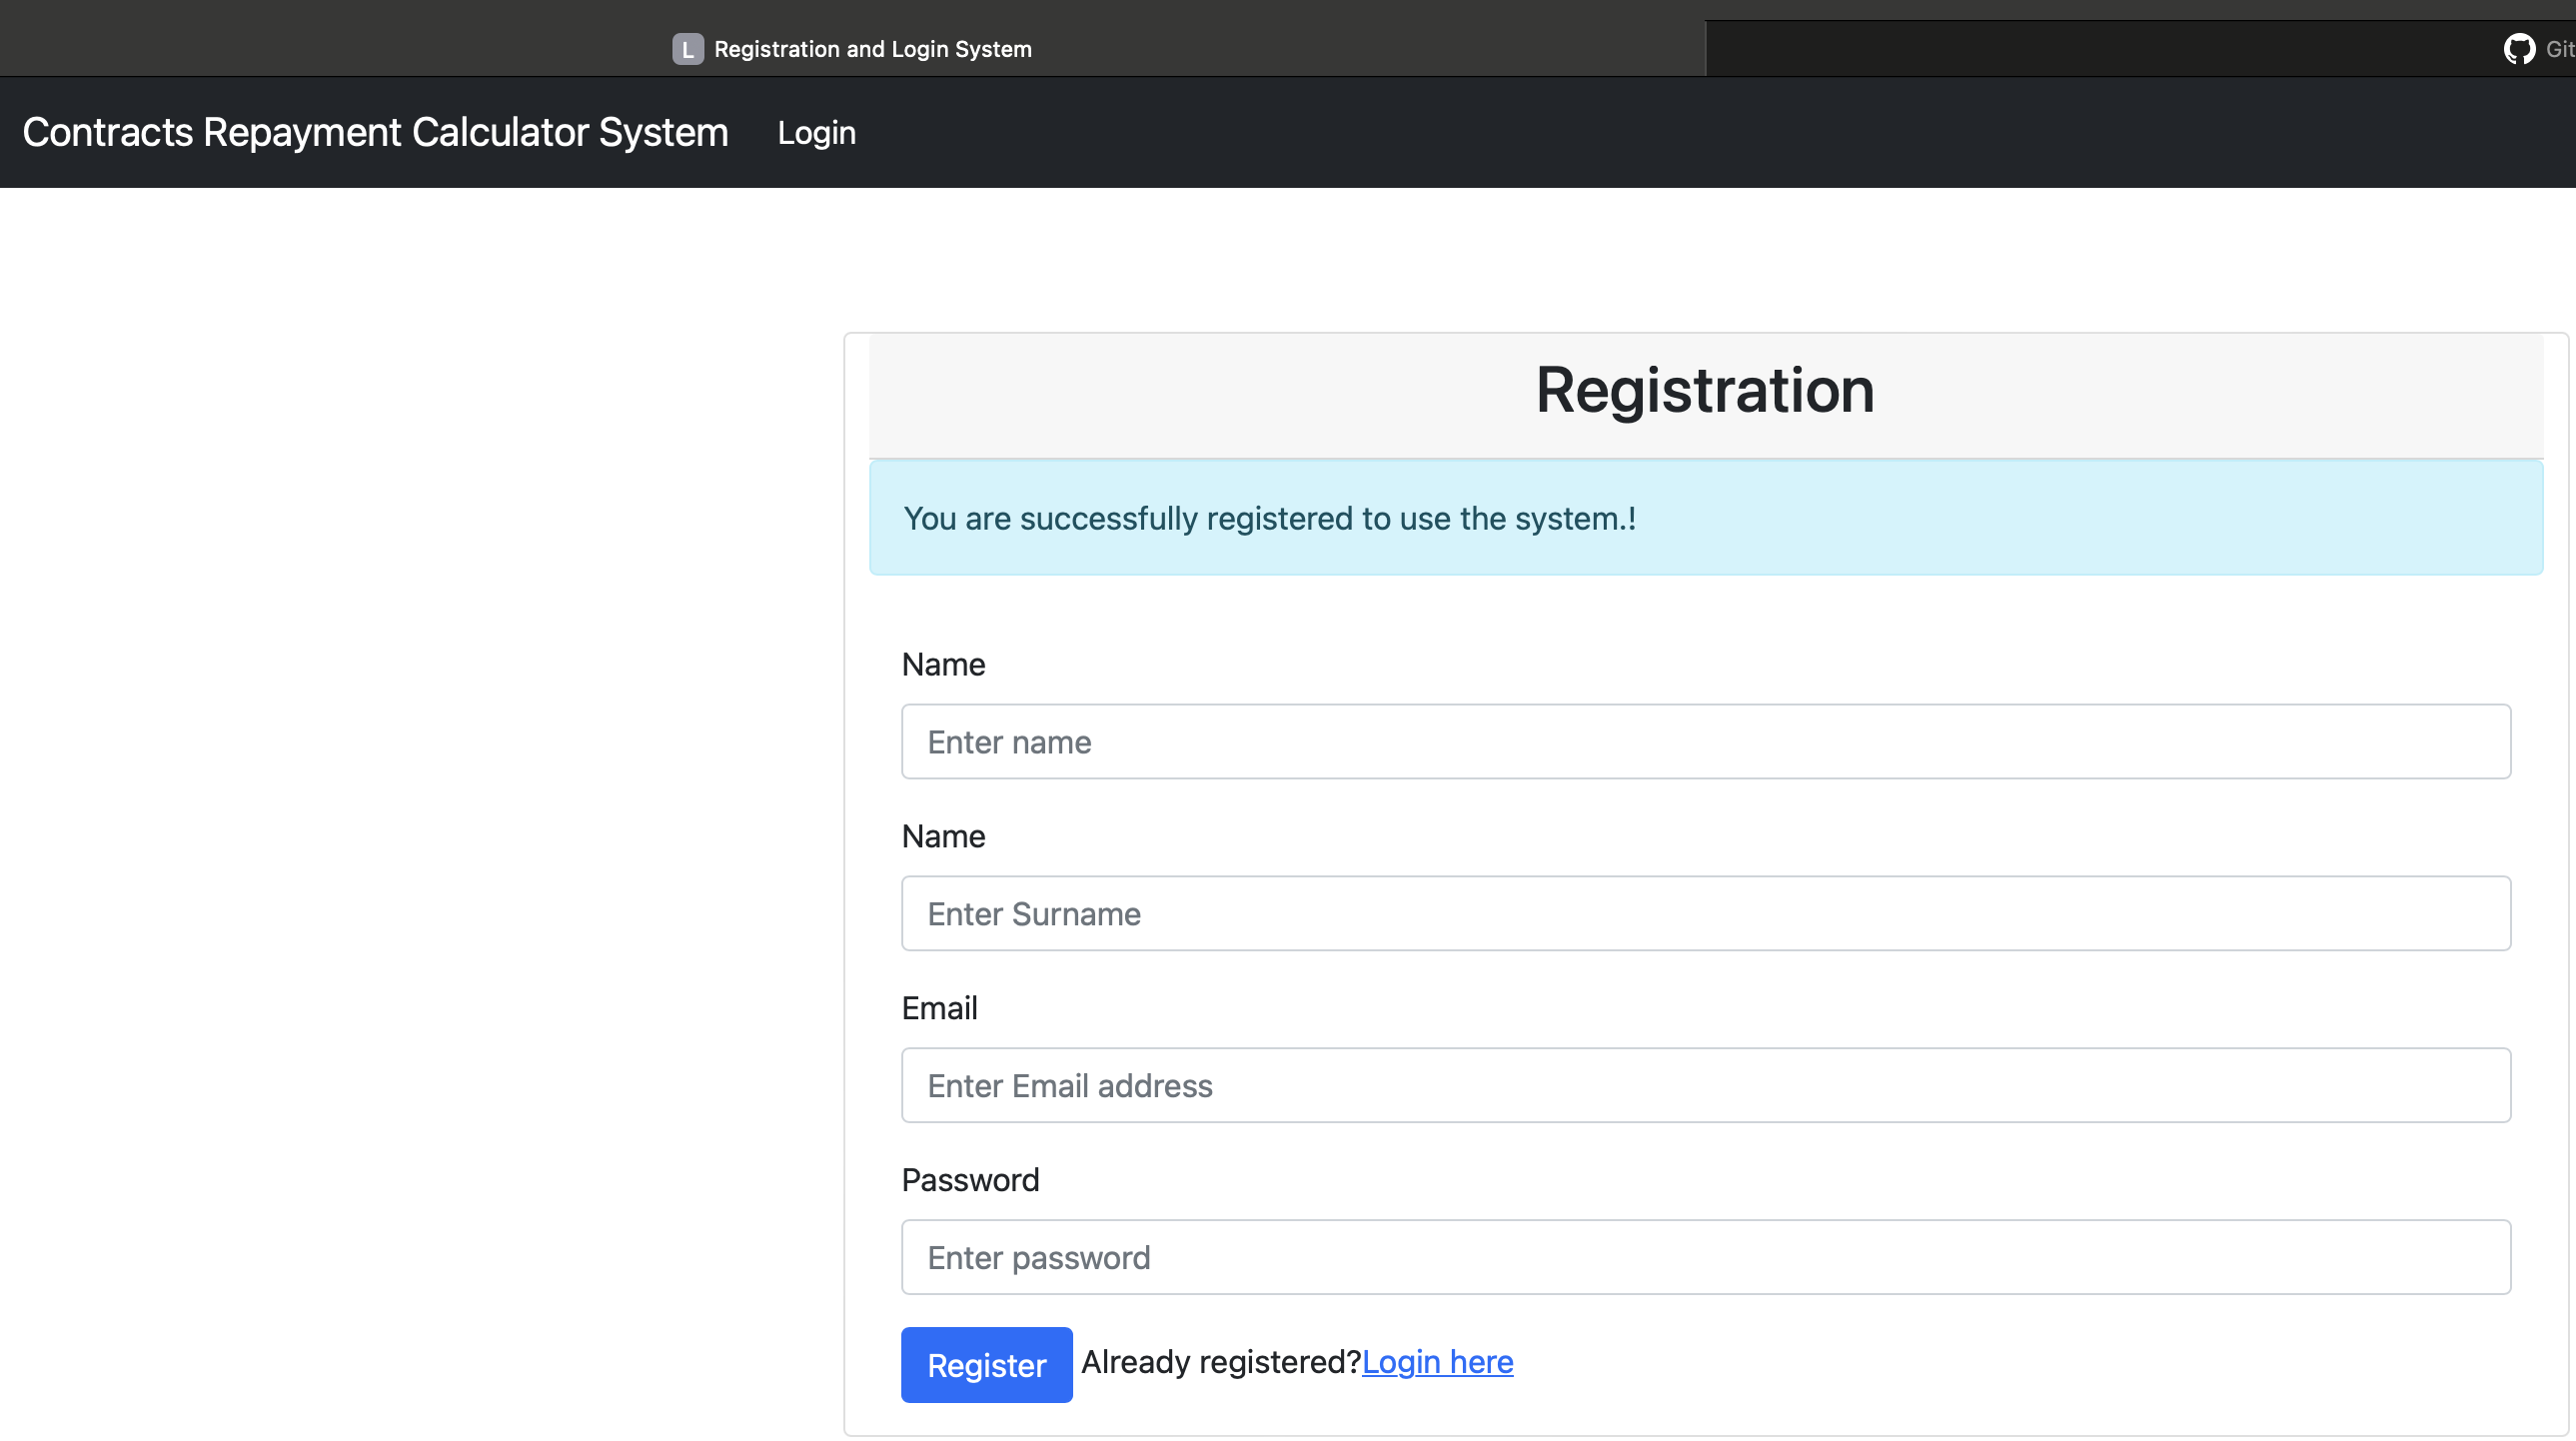 L Registration and Login System
Git
Contracts Repayment Calculator System Login
Registration
You are successfully registered to use the system.!
Name
Enter name
Name
Enter Surname
Email
Enter Email address
Password
Enter password
Register Already registered?Login here